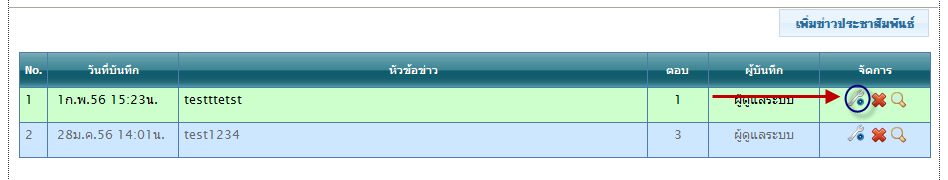 เพิ่มข่าวประชาสัมพันธ์
No. วันที่บันทึก หัวข้อข่าว ตอบ ผู้บันทึก จัดการ
1 1ก.พ.56 15:23น. testttetst 1 ผู้ดูแลระบบ
2 28ม.ค.56 14:01น. test1234 3 ผู้ดูแลระบบ